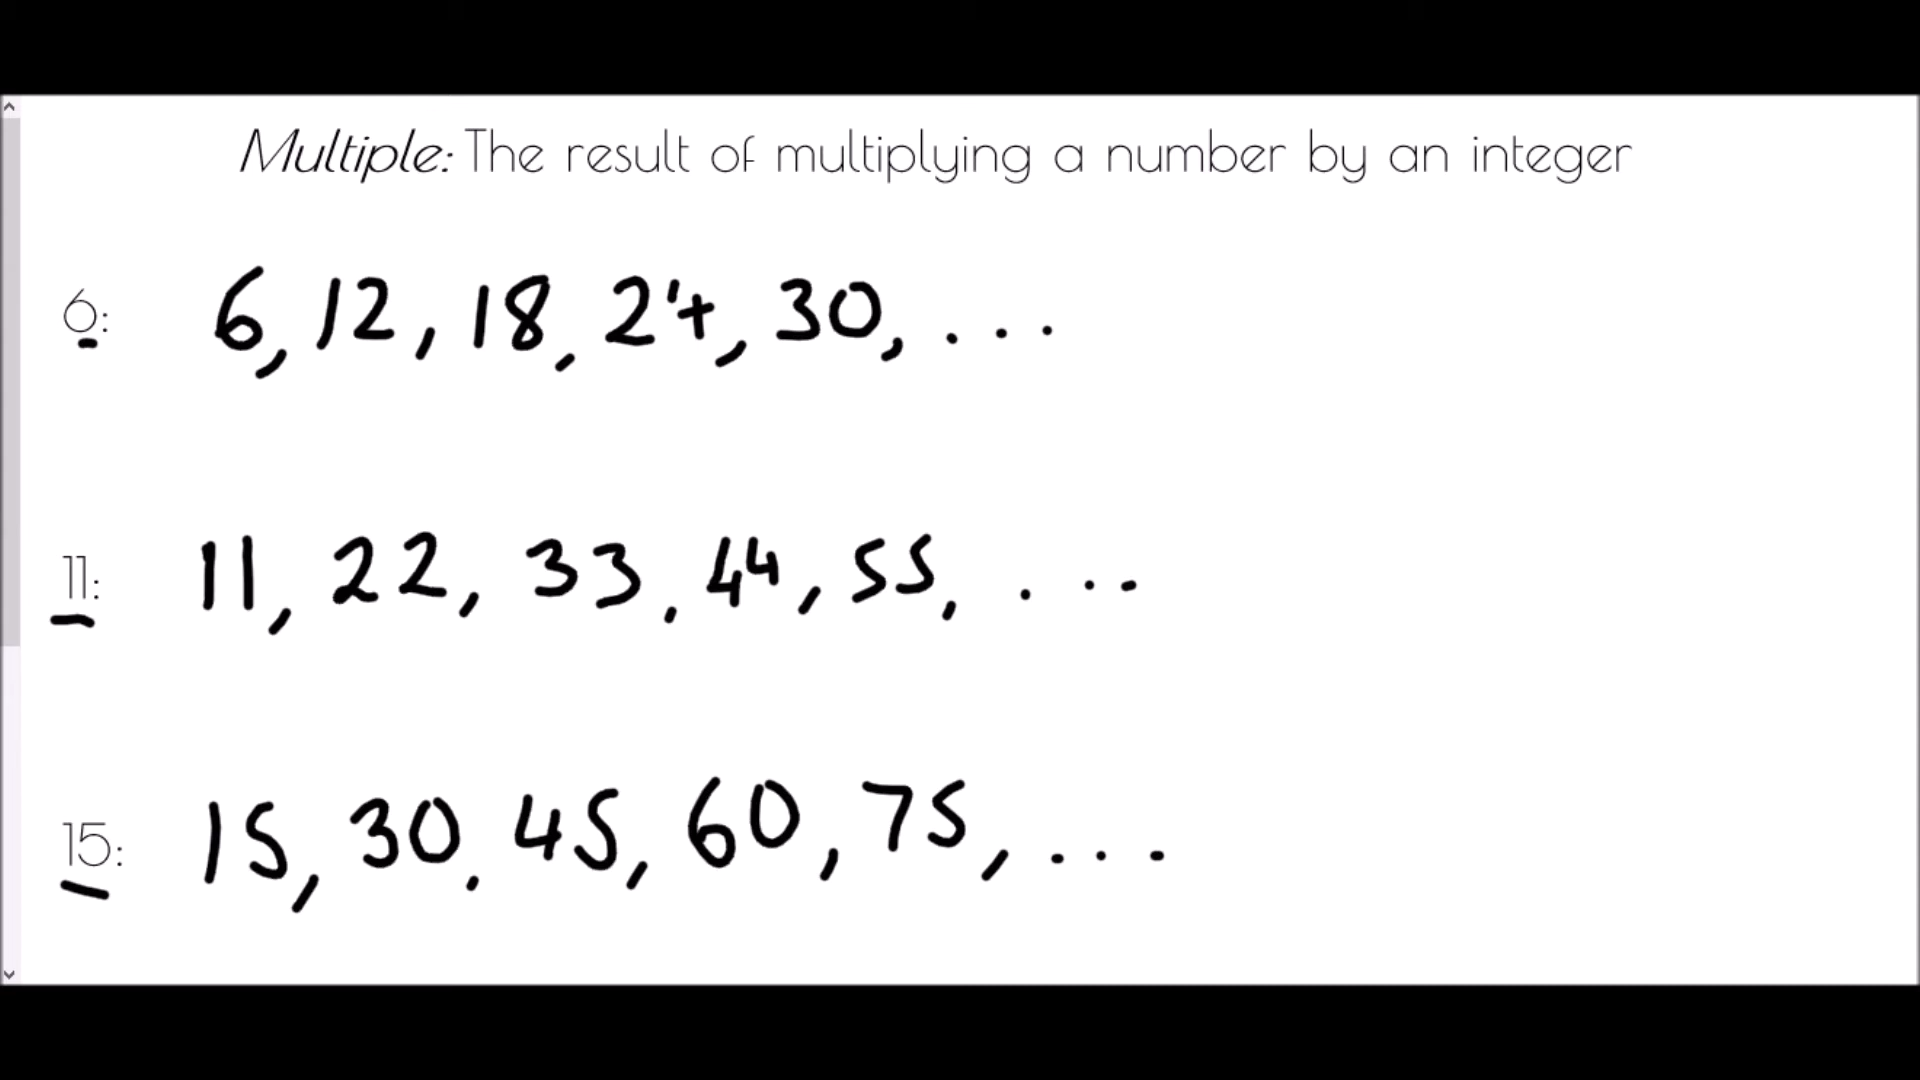 Multiple: The result of multiplying a number by an integer
6: 6, 12, 18, 24, 30, ...
11: 11, 22, 33, 44, 55, ...
15: 15, 30, 45, 60, 75, ...